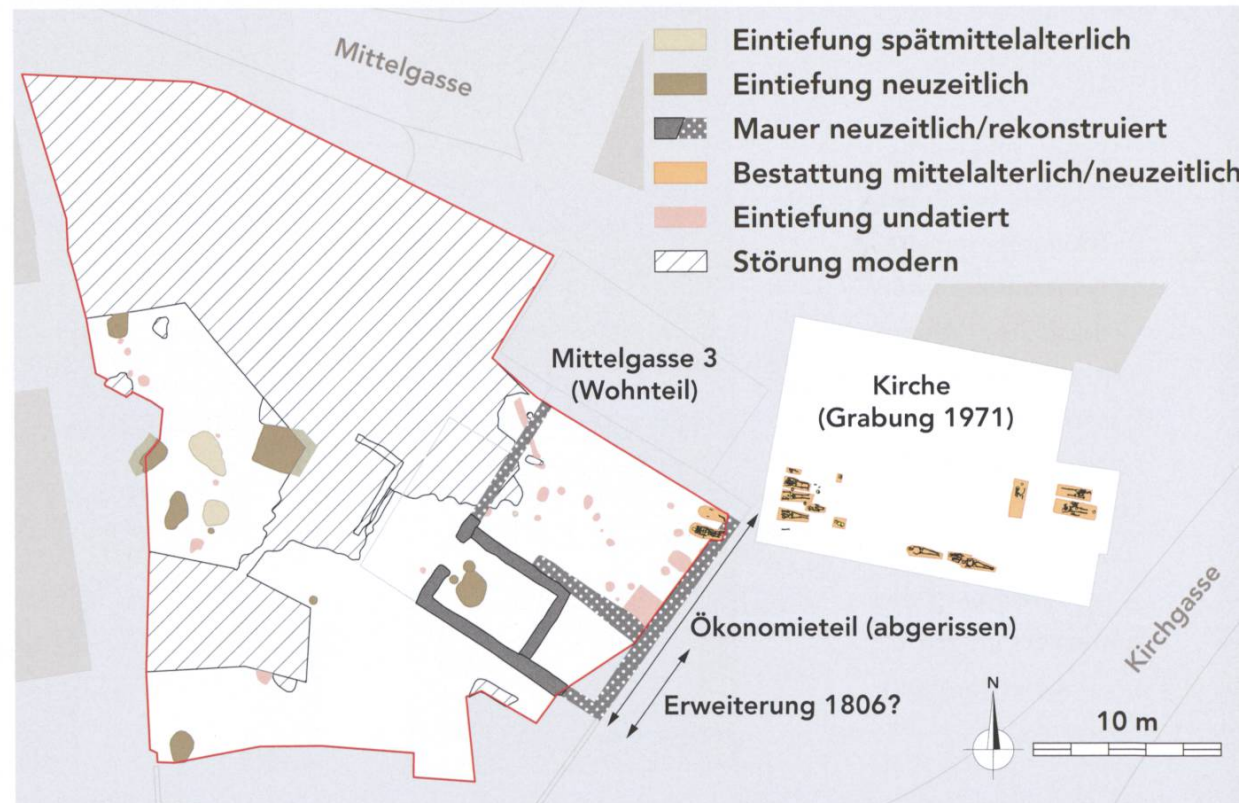 Mittelgasse
Eintiefung spätmittelalterlich
Eintiefung neuzeitlich
Mauer neuzeitlich/rekonstruiert
Bestattung mittelalterlich/neuzeitlich
Eintiefung undatiert
Störung modern
Mittelgasse 3
(Wohnteil)
Kirche
(Grabung 1971)
Ökonomieteil (abgerissen)
Erweiterung 1806?
Kirchgasse
N
10 m